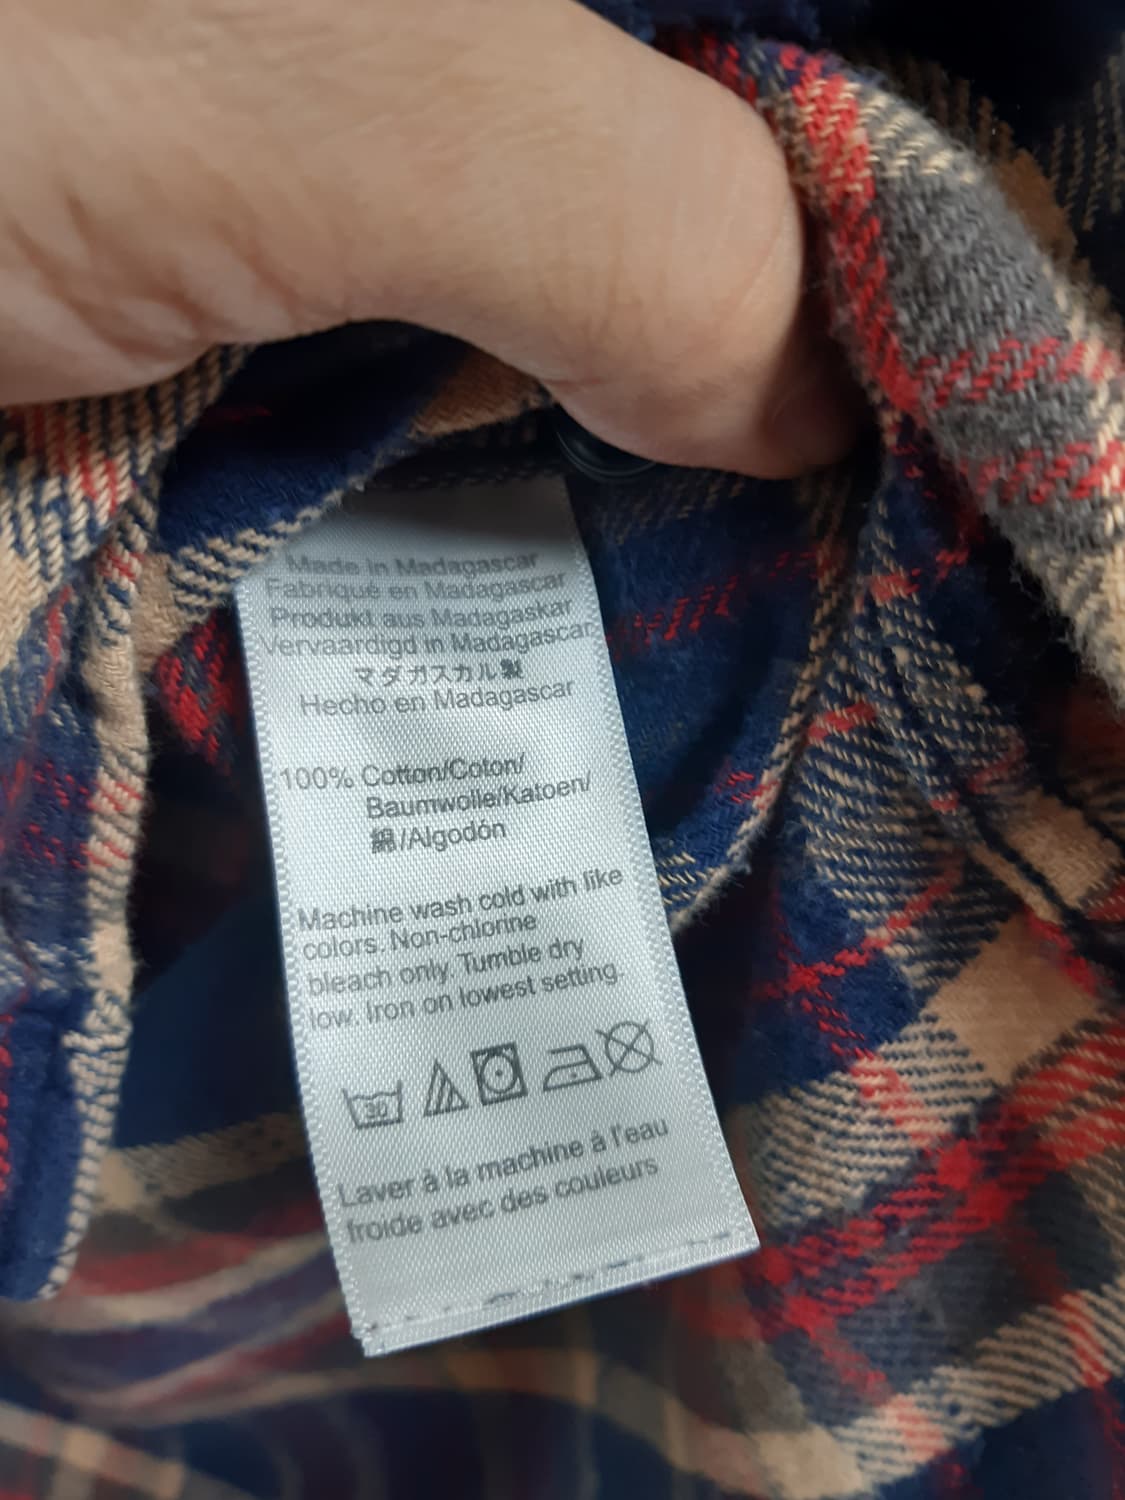 Made in Madagascar
Fabriqué en Madagascar
Produkt aus Madagaskar
Vervaardigd in Madagascar
マダガスカル製
Hecho en Madagascar
100% Cotton/Coton/
Baumwolle/Katoen/
綿/Algodón
Machine wash cold with like
colors. Non-chlorine
bleach only. Tumble dry
low. Iron on lowest setting.
30
Laver à la machine à l'eau
froide avec des couleurs